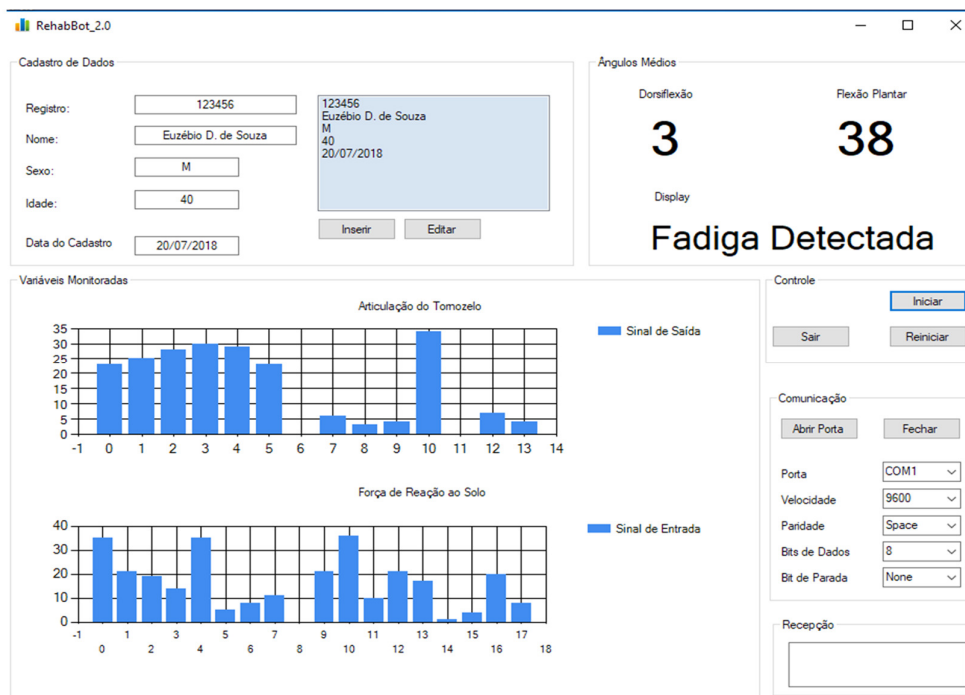 RehabBot_2.0
Cadastro de Dados
Registro:
123456
Nome:
Euzébio D. de Souza
Sexo:
M
Idade:
40
Data do Cadastro
20/07/2018
123456
Euzébio D. de Souza
M
40
20/07/2018
Inserir
Editar
Ângulos Médios
Dorsiflexão
Flexão Plantar
3
38
Display
Fadiga Detectada
Variáveis Monitoradas
Articulação do Tornozelo
35
30
25
20
15
10
5
0
-1 0 1 2 3 4 5 6 7 8 9 10 11 12 13 14
Sinal de Saída
Força de Reação ao Solo
40
30
20
10
0
-1 1 3 5 7 9 11 13 15 17
0 2 4 6 8 10 12 14 16 18
Sinal de Entrada
Controle
Iniciar
Sair
Reiniciar
Comunicação
Abrir Porta
Fechar
Porta
COM1
Velocidade
9600
Paridade
Space
Bits de Dados
8
Bit de Parada
None
Recepção